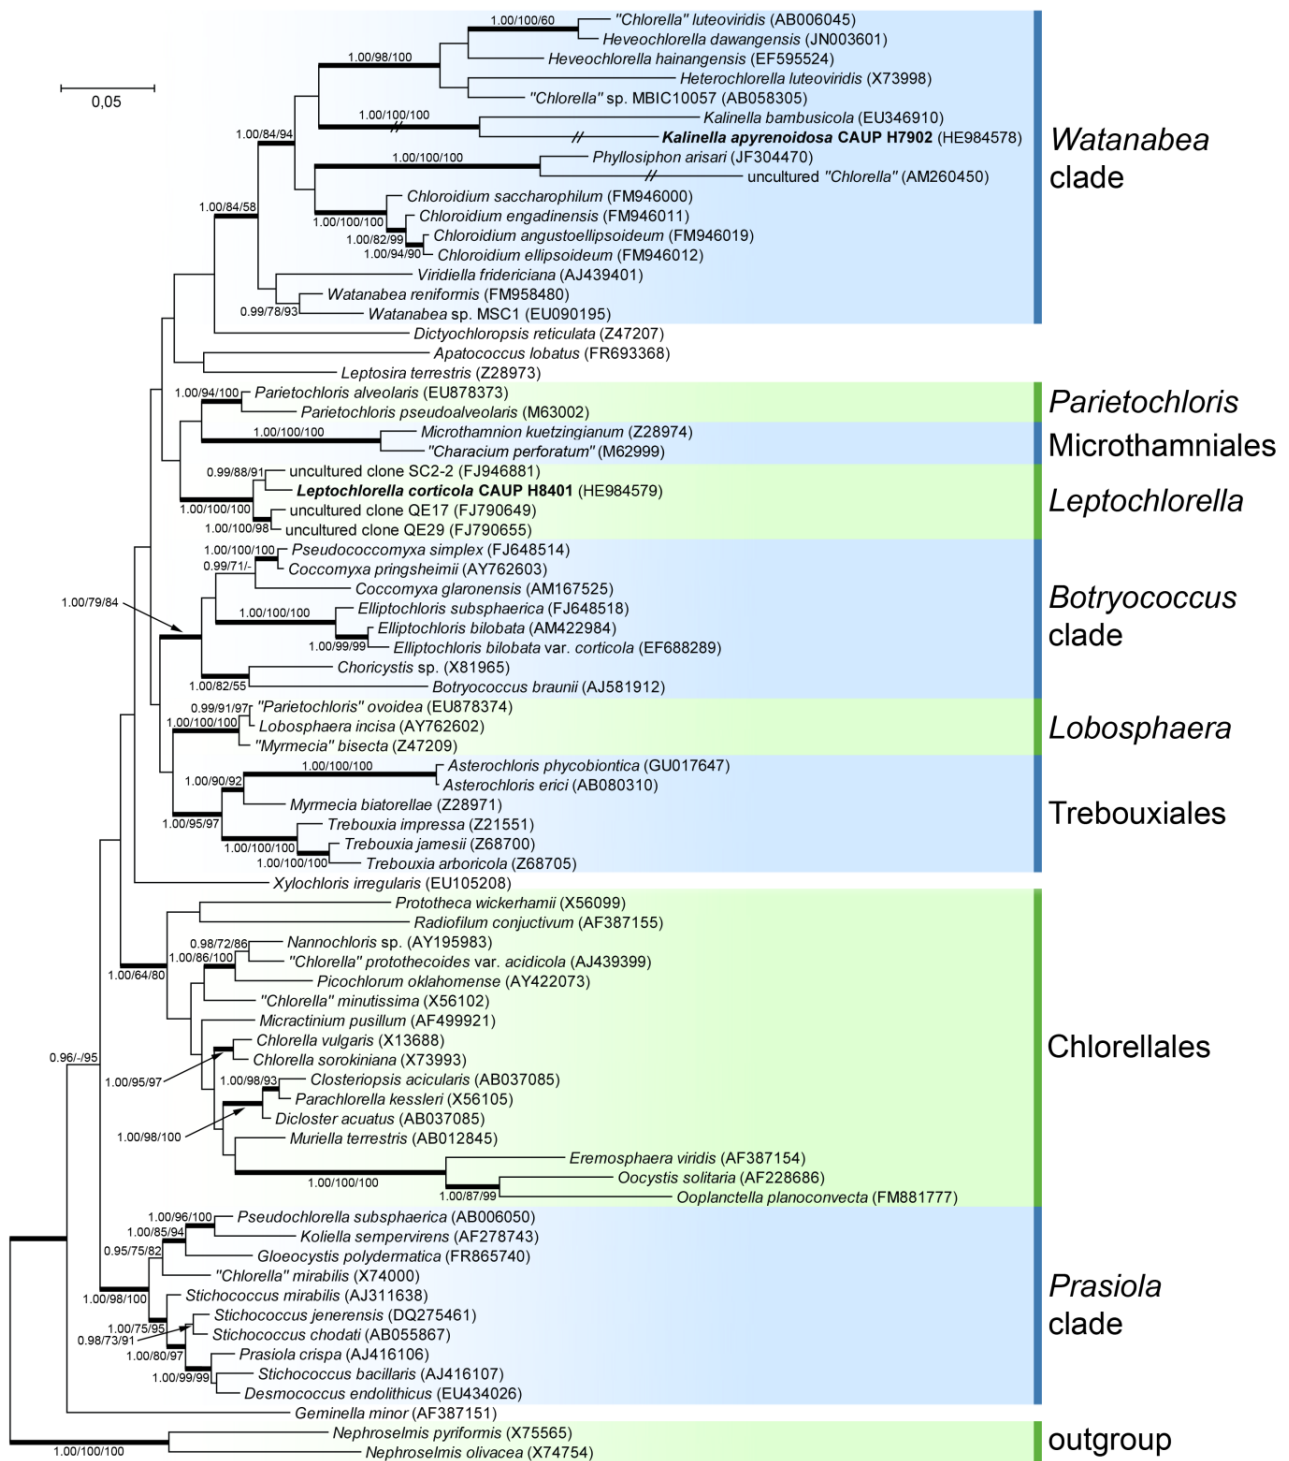 1.00/100/60
"Chlorella" luteoviridis (AB006045)
Heveochlorella dawangensis (JN003601)
1.00/98/100
Heveochlorella hainangensis (EF595524)
0,05
Heterochlorella luteoviridis (X73998)
"Chlorella" sp. MBIC10057 (AB058305)
1.00/100/100
Kalinella bambusicola (EU346910)
1.00/84/94
Kalinella apyrenoidosa CAUP H7902 (HE984578)
Watanabea
clade
1.00/100/100
Phyllosiphon arisari (JF304470)
uncultured "Chlorella" (AM260450)
Chloroidium saccharophilum (FM946000)
1.00/84/58
1.00/100/100
Chloroidium engadinensis (FM946011)
1.00/82/99
Chloroidium angustoellipsoideum (FM946019)
1.00/94/90
Chloroidium ellipsoideum (FM946012)
Viridiella fridericiana (AJ439401)
Watanabea reniformis (FM958480)
0.99/78/93
Watanabea sp. MSC1 (EU090195)
Dictyochloropsis reticulata (Z47207)
Apatococcus lobatus (FR693368)
Leptosira terrestris (Z28973)
1.00/94/100
Parietochloris alveolaris (EU878373)
Parietochloris pseudoalveolaris (M63002)
Parietochloris
1.00/100/100
Microthamnion kuetzingianum (Z28974)
"Characium perforatum" (M62999)
Microthamniales
0.99/88/91
uncultured clone SC2-2 (FJ946881)
Leptochlorella corticola CAUP H8401 (HE984579)
1.00/100/100
uncultured clone QE17 (FJ790649)
1.00/100/98
uncultured clone QE29 (FJ790655)
Leptochlorella
1.00/100/100
Pseudococcomyxa simplex (FJ648514)
0.99/71/-
Coccomyxa pringsheimii (AY762603)
Coccomyxa glaronensis (AM167525)
1.00/79/84
1.00/100/100
Elliptochloris subsphaerica (FJ648518)
Elliptochloris bilobata (AM422984)
1.00/99/99
Elliptochloris bilobata var. corticola (EF688289)
Botryococcus
clade
Choricystis sp. (X81965)
1.00/82/55
Botryococcus braunii (AJ581912)
0.99/91/97
"Parietochloris" ovoidea (EU878374)
1.00/100/100
Lobosphaera incisa (AY762602)
"Myrmecia" bisecta (Z47209)
Lobosphaera
1.00/100/100
Asterochloris phycobiontica (GU017647)
1.00/90/92
Asterochloris erici (AB080310)
Myrmecia biatorellae (Z28971)
1.00/95/97
Trebouxia impressa (Z21551)
1.00/100/100
Trebouxia jamesii (Z68700)
1.00/100/100
Trebouxia arboricola (Z68705)
Trebouxiales
Xylochloris irregularis (EU105208)
Prototheca wickerhamii (X56099)
Radiofilum conjuctivum (AF387155)
0.98/72/86
Nannochloris sp. (AY195983)
1.00/86/100
"Chlorella" protothecoides var. acidicola (AJ439399)
1.00/64/80
Picochlorum oklahomense (AY422073)
"Chlorella" minutissima (X56102)
Micractinium pusillum (AF499921)
Chlorella vulgaris (X13688)
Chlorellales
0.96/-/95
Chlorella sorokiniana (X73993)
1.00/95/97
1.00/98/93
Closteriopsis acicularis (AB037085)
Parachlorella kessleri (X56105)
Dicloster acuatus (AB037085)
1.00/98/100
Muriella terrestris (AB012845)
Eremosphaera viridis (AF387154)
1.00/100/100
Oocystis solitaria (AF228686)
1.00/87/99
Ooplanctella planoconvecta (FM881777)
1.00/96/100
Pseudochlorella subsphaerica (AB006050)
1.00/85/94
Koliella sempervirens (AF278743)
0.95/75/82
Gloeocystis polydermatica (FR865740)
"Chlorella" mirabilis (X74000)
1.00/98/100
Stichococcus mirabilis (AJ311638)
Stichococcus jenerensis (DQ275461)
1.00/75/95
0.98/73/91
Stichococcus chodati (AB055867)
1.00/80/97
Prasiola crispa (AJ416106)
1.00/99/99
Stichococcus bacillaris (AJ416107)
Desmococcus endolithicus (EU434026)
Prasiola
clade
Geminella minor (AF387151)
Nephroselmis pyriformis (X75565)
1.00/100/100
Nephroselmis olivacea (X74754)
outgroup